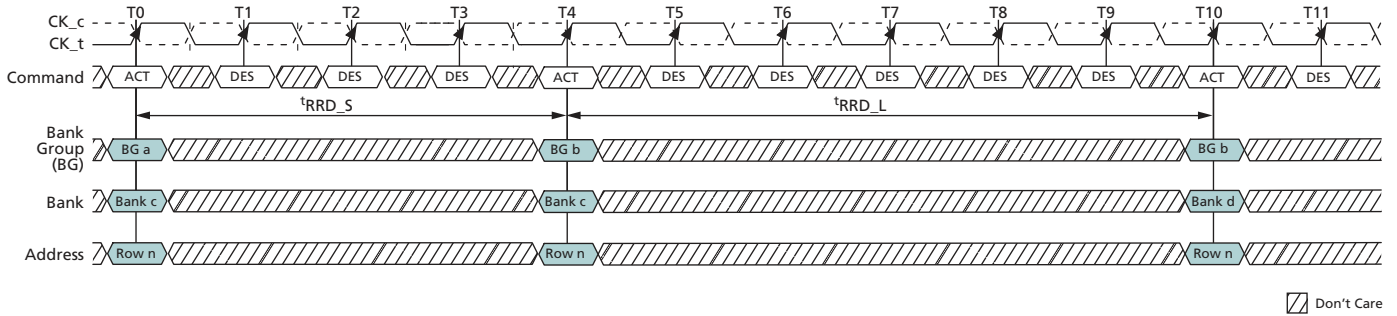 T0 T1 T2 T3 T4 T5 T6 T7 T8 T9 T10 T11
CK_c
CK_t
Command ACT DES DES DES ACT DES DES DES DES DES ACT DES
tRRD_S tRRD_L
Bank
Group
(BG)
BG a BG b BG b
Bank Bank c Bank c Bank d
Address Row n Row n Row n
Don't Care